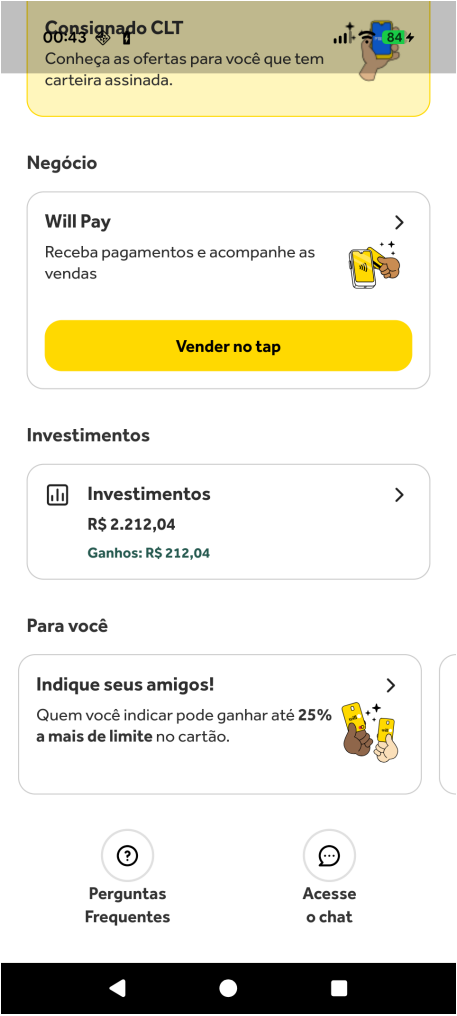 Consignado CLT
00:43
84
Conheça as ofertas para você que tem
carteira assinada.
Negócio
Will Pay
Receba pagamentos e acompanhe as
vendas
Vender no tap
Investimentos
Investimentos
R$ 2.212,04
Ganhos: R$ 212,04
Para você
Indique seus amigos!
Quem você indicar pode ganhar até 25%
a mais de limite no cartão.
Perguntas
Frequentes
Acesse
o chat